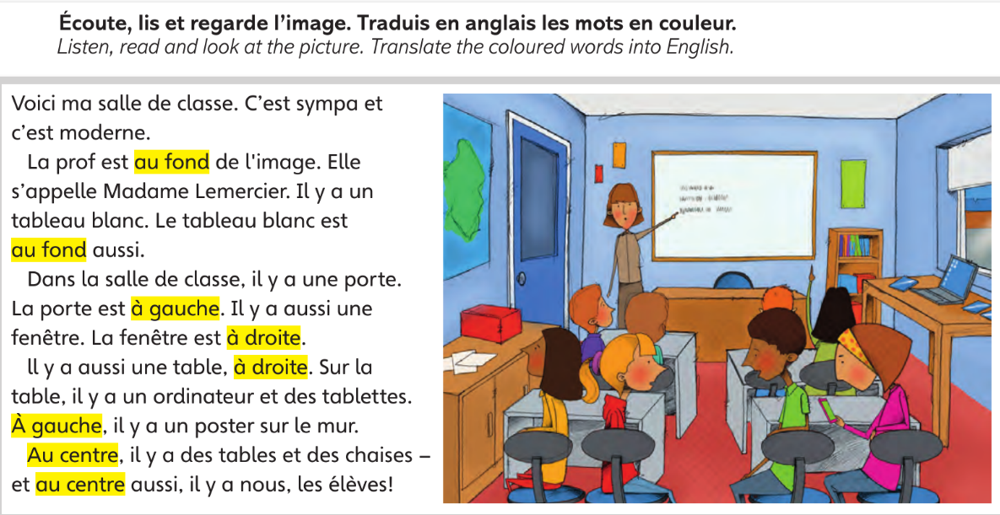 Écoute, lis et regarde l’image. Traduis en anglais les mots en couleur.
Listen, read and look at the picture. Translate the coloured words into English.
Voici ma salle de classe. C’est sympa et
c’est moderne.
La prof est au fond de l'image. Elle
s’appelle Madame Lemercier. Il y a un
tableau blanc. Le tableau blanc est
au fond aussi.
Dans la salle de classe, il y a une porte.
La porte est à gauche. Il y a aussi une
fenêtre. La fenêtre est à droite.
ll y a aussi une table, à droite. Sur la
table, il y a un ordinateur et des tablettes.
À gauche, il y a un poster sur le mur.
Au centre, il y a des tables et des chaises –
et au centre aussi, il y a nous, les élèves!